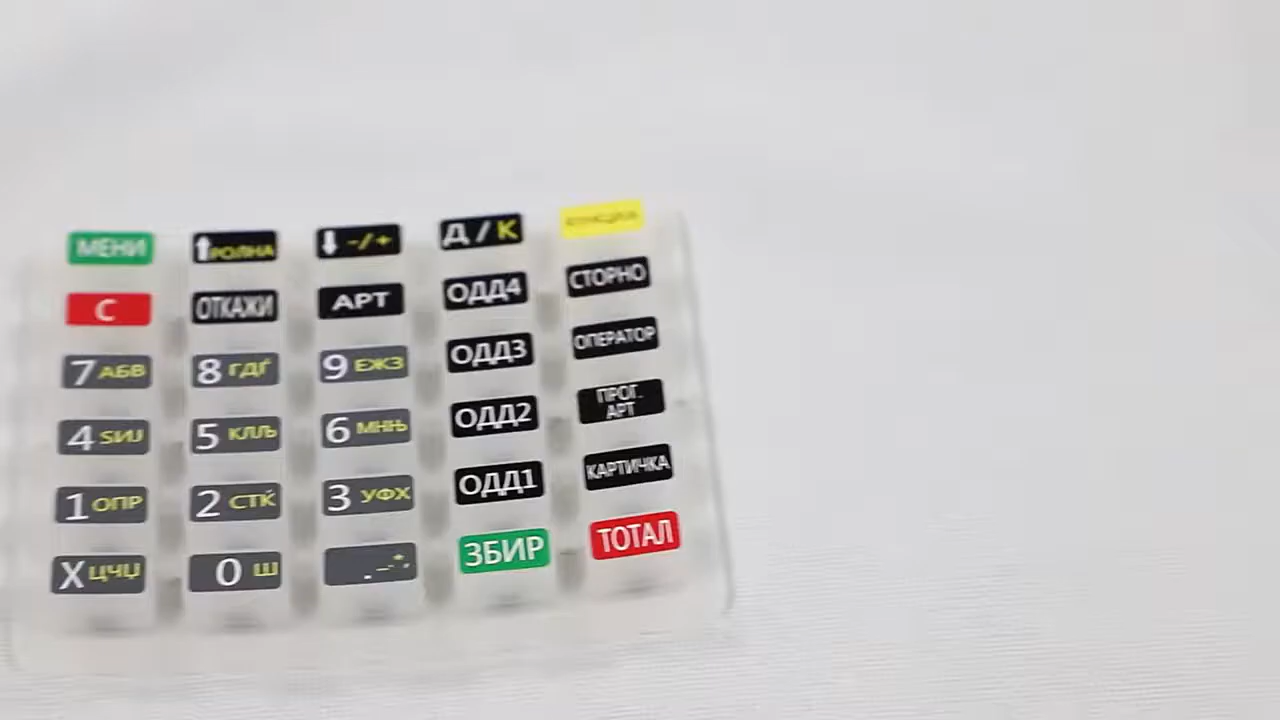 МЕНИ ⬆РОЛНА ⬇ -/+ Д / К
С ОТКАЖИ АРТ ОДД4 СТОРНО
7 АБВ 8 ГДЃ 9 ЕЖЗ ОДД3 ОПЕРАТОР
4 ЅИЈ 5 КЛЉ 6 МНЊ ОДД2 ПРОГ.
АРТ
1 ОПР 2 СТЌ 3 УФХ ОДД1 КАРТИЧКА
X ЦЧЏ 0 Ш ЗБИР ТОТАЛ